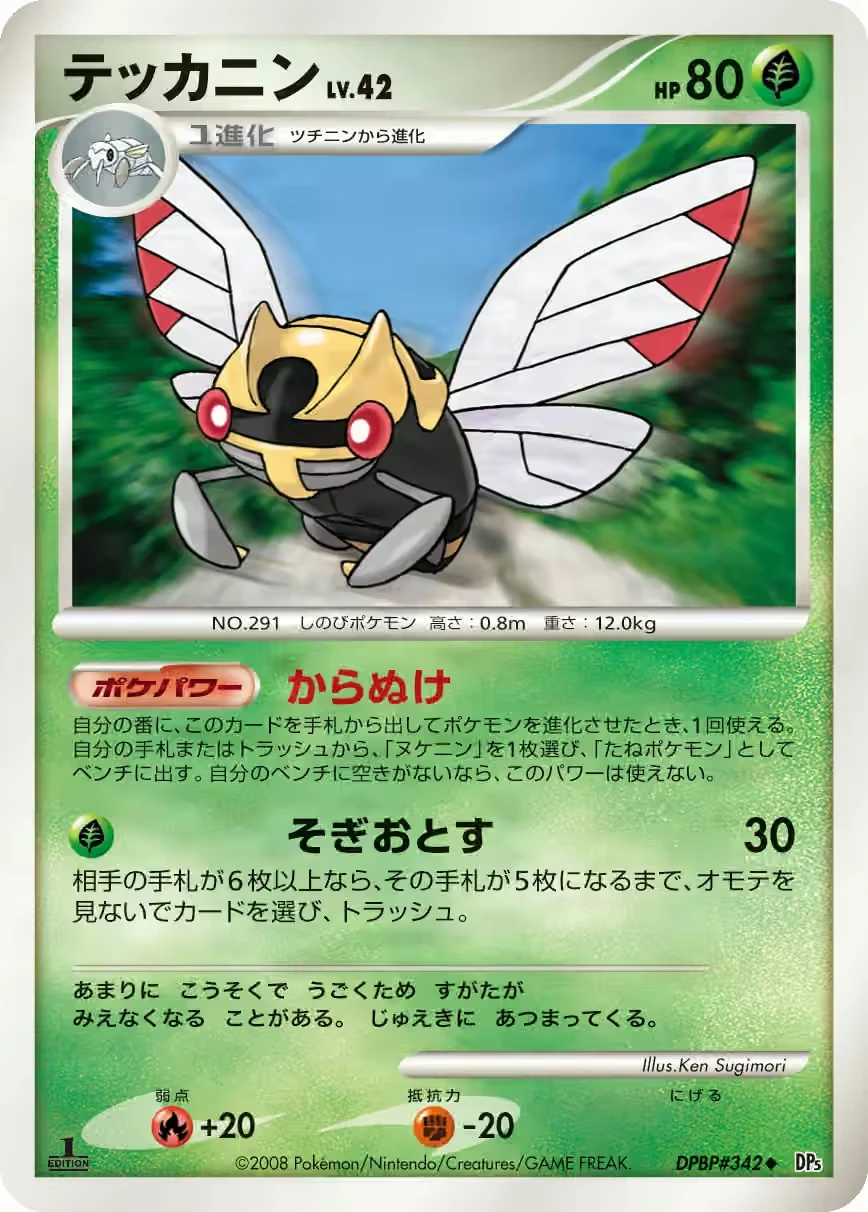 テッカニン LV.42 HP 80
1進化 ツチニンから進化
NO.291 しのびポケモン 高さ:0.8m 重さ:12.0kg
ポケパワー からぬけ
自分の番に、このカードを手札から出してポケモンを進化させたとき、1回使える。
自分の手札またはトラッシュから、「ヌケニン」を1枚選び、「たねポケモン」として
ベンチに出す。自分のベンチに空きがないなら、このパワーは使えない。
そぎおとす 30
相手の手札が6枚以上なら、その手札が5枚になるまで、オモテを
見ないでカードを選び、トラッシュ。
あまりに こうそくで うごくため すがたが
みえなくなる ことがある。 じゅえきに あつまってくる。
Illus.Ken Sugimori
弱点 抵抗力 にげる
+20 -20
1 EDITION
©2008 Pokémon/Nintendo/Creatures/GAME FREAK.
DPBP#342◆ DP5